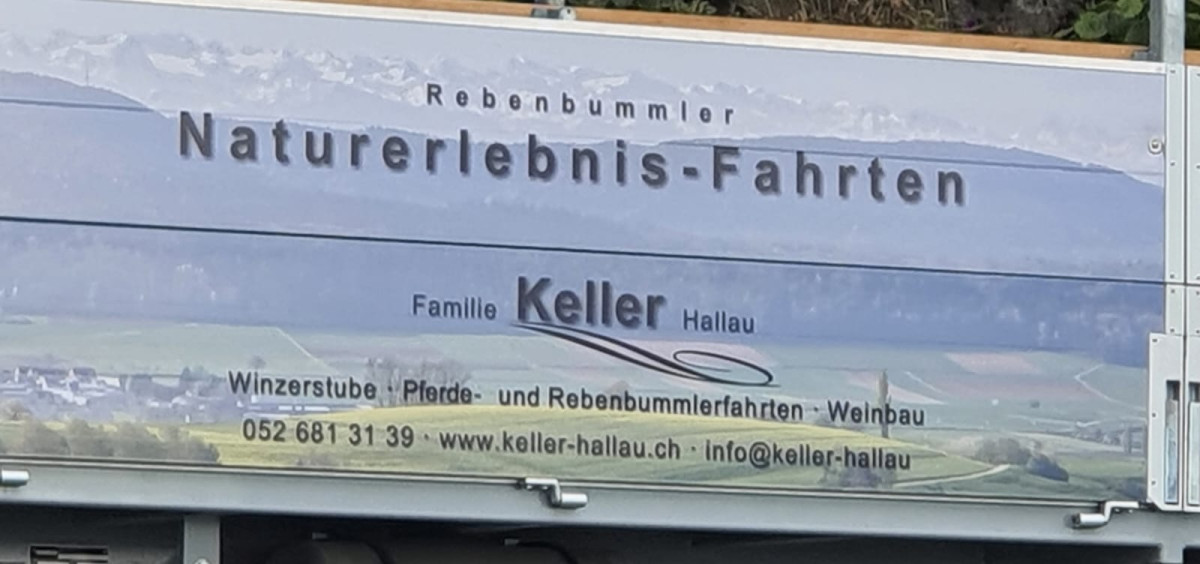 Rebenbummler
Naturerlebnis-Fahrten
Familie Keller Hallau
Winzerstube · Pferde- und Rebenbummlerfahrten · Weinbau
052 681 31 39 · www.keller-hallau.ch · info@keller-hallau